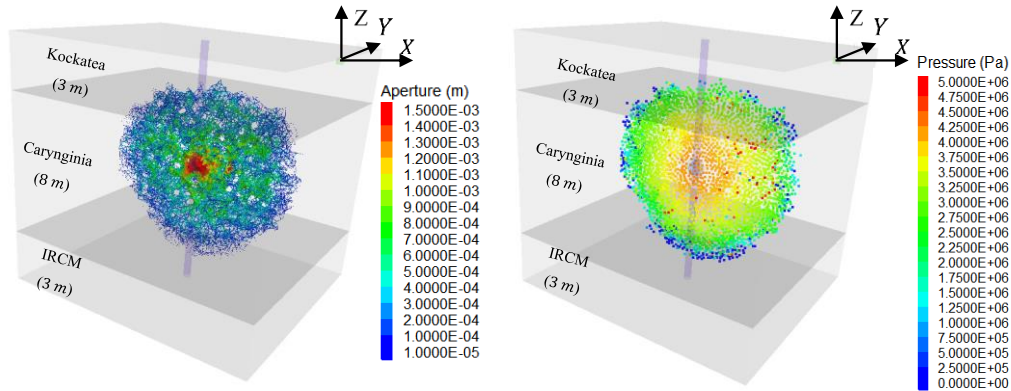 Z
Y
X
Kockatea
(3 m)
Carynginia
(8 m)
IRCM
(3 m)
Aperture (m)
1.5000E-03
1.4000E-03
1.3000E-03
1.2000E-03
1.1000E-03
1.0000E-03
9.0000E-04
8.0000E-04
7.0000E-04
6.0000E-04
5.0000E-04
4.0000E-04
3.0000E-04
2.0000E-04
1.0000E-04
1.0000E-05
Z
Y
X
Kockatea
(3 m)
Carynginia
(8 m)
IRCM
(3 m)
Pressure (Pa)
5.0000E+06
4.7500E+06
4.5000E+06
4.2500E+06
4.0000E+06
3.7500E+06
3.5000E+06
3.2500E+06
3.0000E+06
2.7500E+06
2.5000E+06
2.2500E+06
2.0000E+06
1.7500E+06
1.5000E+06
1.2500E+06
1.0000E+06
7.5000E+05
5.0000E+05
2.5000E+05
0.0000E+00